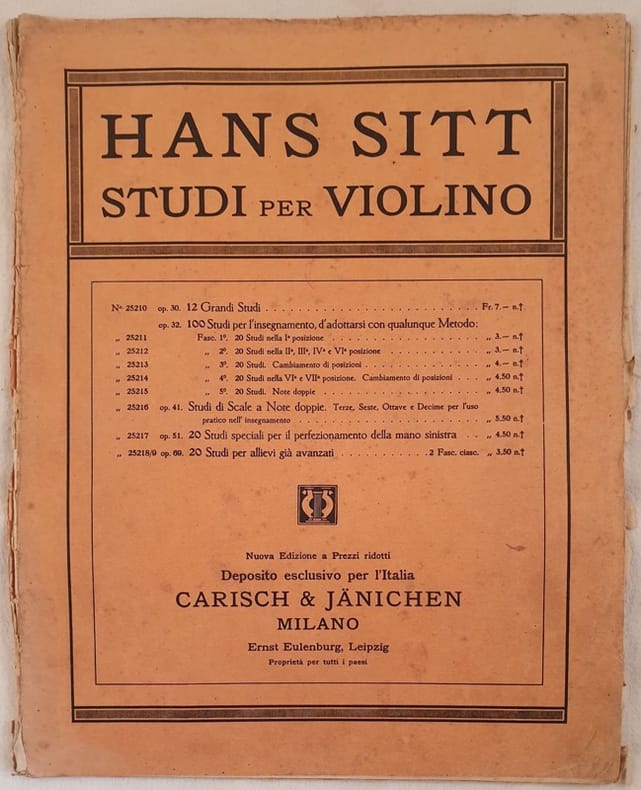 HANS SITT
STUDI PER VIOLINO
No. 25210 op. 30. 12 Grandi Studi . . . . . . . . . . . . . . . . . . . . . . . . . . . . . Fr. 7.— n.†
op. 32. 100 Studi per l'insegnamento, d'adottarsi con qualunque Metodo:
„ 25211 Fasc. 1º. 20 Studi nella Iª posizione . . . . . . . . . . . . . . . . . . . „ 3.— n.†
„ 25212 „ 2º. 20 Studi nella IIª, IIIª, IVª e VIª posizione . . . . . . . . . . . „ 3.— n.†
„ 25213 „ 3º. 20 Studi. Cambiamento di posizioni . . . . . . . . . . . . . „ 4.— n.†
„ 25214 „ 4º. 20 Studi nella VIª e VIIª posizione. Cambiamento di posizioni . . . „ 4.50 n.†
„ 25215 „ 5º. 20 Studi. Note doppie . . . . . . . . . . . . . . . . . . . . „ 4.50 n.†
„ 25216 op. 41. Studi di Scale a Note doppie. Terze, Seste, Ottave e Decime per l'uso
pratico nell' insegnamento . . . . . . . . . . . . . . . . . . . . . . . „ 5.50 n.†
„ 25217 op. 51. 20 Studi speciali per il perfezionamento della mano sinistra . . „ 4.50 n.†
„ 25218/9 op. 69. 20 Studi per allievi già avanzati . . . . . . . . . . . 2 Fasc. ciasc. „ 3.50 n.†
Nuova Edizione a Prezzi ridotti
Deposito esclusivo per l'Italia
CARISCH & JÄNICHEN
MILANO
Ernst Eulenburg, Leipzig
Proprietà per tutti i paesi